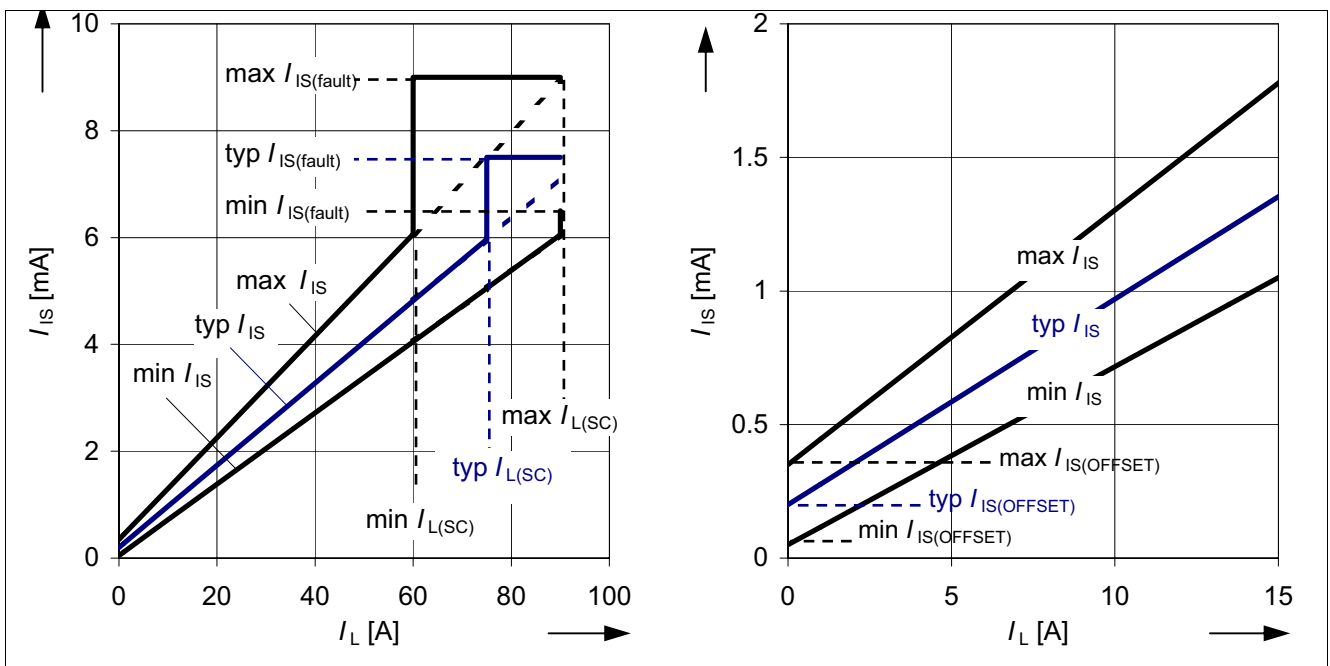 10
8
6
4
2
0
I IS [mA]
max I IS(fault)
typ I IS(fault)
min I IS(fault)
max I IS
typ I IS
min I IS
max I L(SC)
typ I L(SC)
min I L(SC)
0 20 40 60 80 100
I L [A]
2
1.5
1
0.5
0
I IS [mA]
max I IS
typ I IS
min I IS
max I IS(OFFSET)
typ I IS(OFFSET)
min I IS(OFFSET)
0 5 10 15
I L [A]